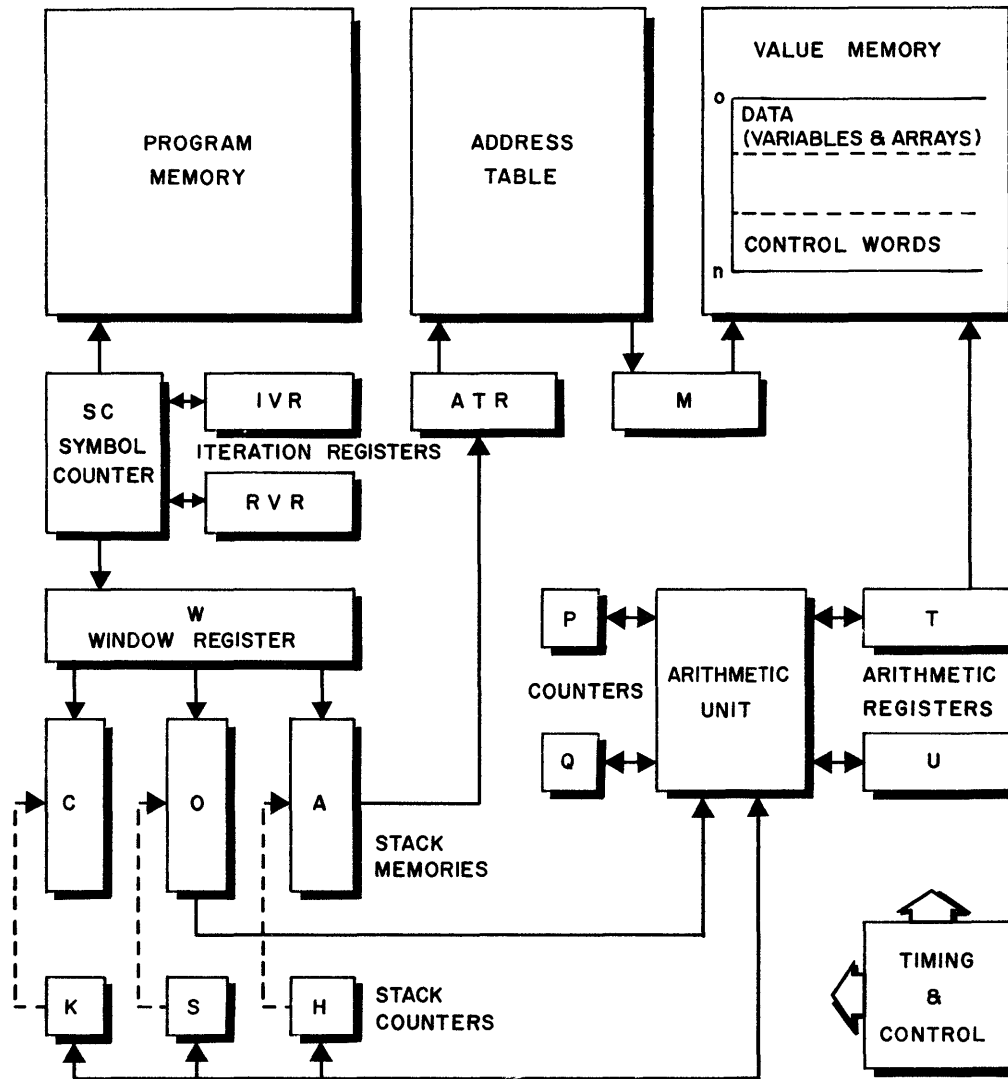 PROGRAM
MEMORY
ADDRESS
TABLE
VALUE MEMORY
o
DATA
(VARIABLES & ARRAYS)
CONTROL WORDS
n
SC
SYMBOL
COUNTER
IVR
ITERATION REGISTERS
RVR
ATR
M
W
WINDOW REGISTER
P
COUNTERS
Q
ARITHMETIC
UNIT
T
ARITHMETIC
REGISTERS
U
C
O
A
STACK
MEMORIES
K
S
H
STACK
COUNTERS
TIMING
&
CONTROL